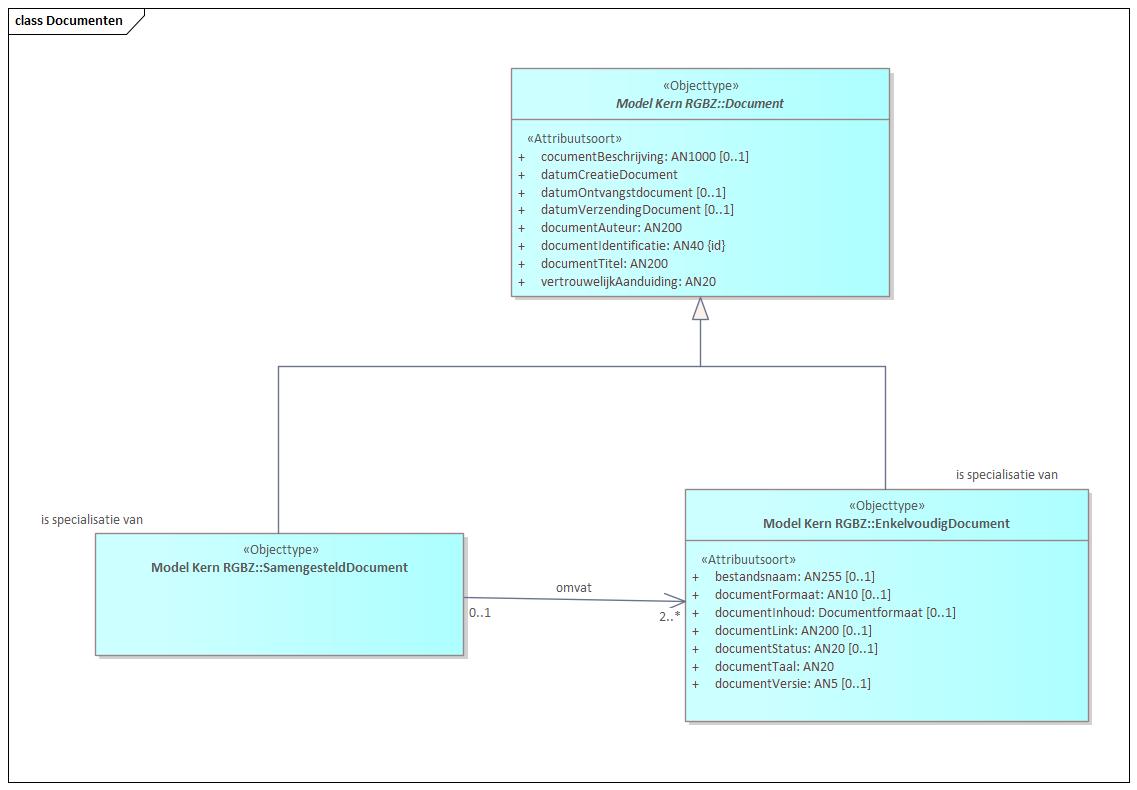 class Documenten
«Objecttype»
Model Kern RGBZ::Document
«Attribuutsoort»
+ cocumentBeschrijving: AN1000 [0..1]
+ datumCreatieDocument
+ datumOntvangstdocument [0..1]
+ datumVerzendingDocument [0..1]
+ documentAuteur: AN200
+ documentIdentificatie: AN40 {id}
+ documentTitel: AN200
+ vertrouwelijkAanduiding: AN20
is specialisatie van
«Objecttype»
Model Kern RGBZ::SamengesteldDocument
omvat
0..1
2..*
is specialisatie van
«Objecttype»
Model Kern RGBZ::EnkelvoudigDocument
«Attribuutsoort»
+ bestandsnaam: AN255 [0..1]
+ documentFormaat: AN10 [0..1]
+ documentInhoud: Documentformaat [0..1]
+ documentLink: AN200 [0..1]
+ documentStatus: AN20 [0..1]
+ documentTaal: AN20
+ documentVersie: AN5 [0..1]